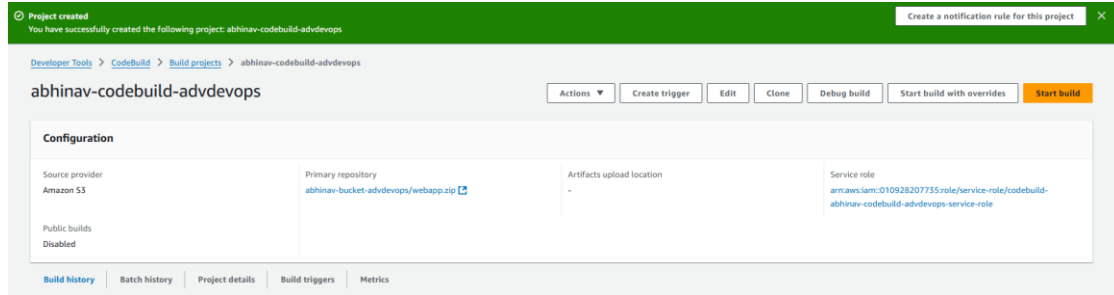 Project created
Create a notification rule for this project
You have successfully created the following project: abhinav-codebuild-advdevops
Developer Tools > CodeBuild > Build projects > abhinav-codebuild-advdevops
abhinav-codebuild-advdevops
Actions ▼ Create trigger Edit Clone Debug build Start build with overrides Start build
Configuration
Source provider
Amazon S3
Primary repository
abhinav-bucket-advdevops/webapp.zip
Artifacts upload location
-
Service role
arn:aws:iam::010928207735:role/service-role/codebuild-
abhinav-codebuild-advdevops-service-role
Public builds
Disabled
Build history Batch history Project details Build triggers Metrics